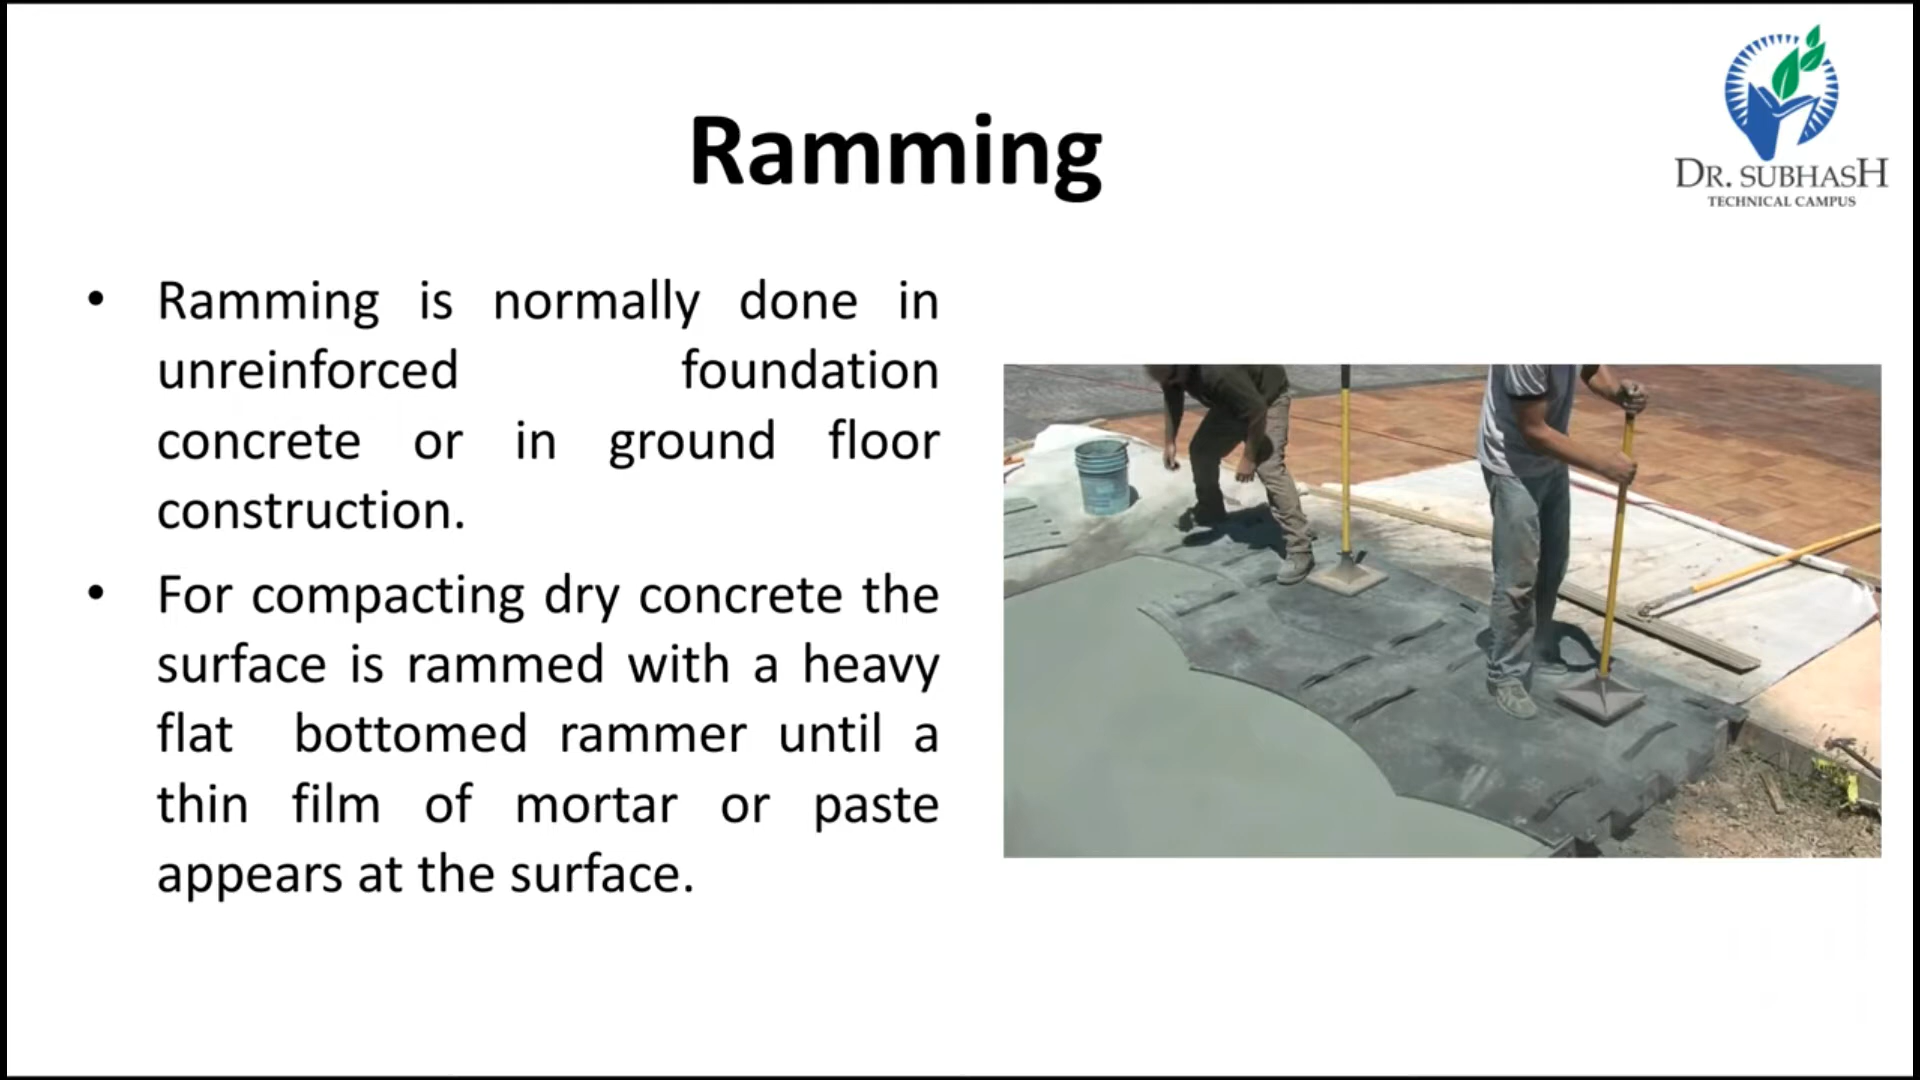 Ramming
DR. SUBHASH
TECHNICAL CAMPUS
• Ramming is normally done in
unreinforced foundation
concrete or in ground floor
construction.
• For compacting dry concrete the
surface is rammed with a heavy
flat bottomed rammer until a
thin film of mortar or paste
appears at the surface.